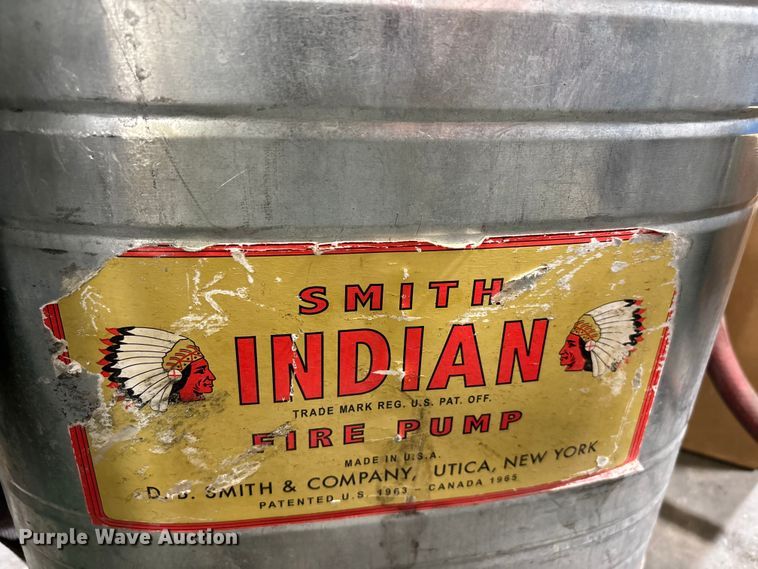 SMITH
INDIAN
TRADE MARK REG. U.S. PAT. OFF.
FIRE PUMP
MADE IN U.S.A.
D.B. SMITH & COMPANY, UTICA, NEW YORK
PATENTED U.S. 1963 - CANADA 1965
Purple Wave Auction